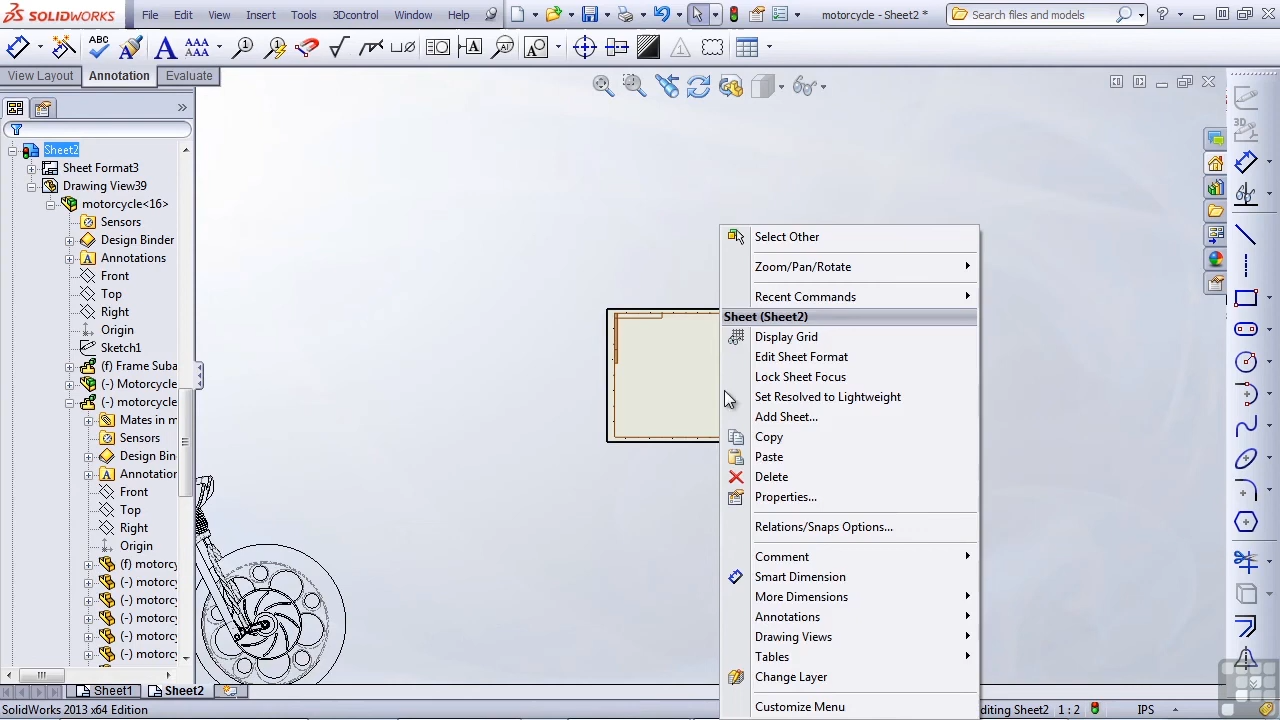 SOLIDWORKS File Edit View Insert Tools 3Dcontrol Window Help motorcycle - Sheet2 * Search files and models
View Layout Annotation Evaluate
Sheet2
Sheet Format3
Drawing View39
motorcycle<16>
Sensors
Design Binder
Annotations
Front
Top
Right
Origin
Sketch1
(f) Frame Suba
(-) Motorcycle
(-) motorcycle
Mates in m
Sensors
Design Bin
Annotation
Front
Top
Right
Origin
(f) motorc
(-) motorc
(-) motorc
(-) motorc
(-) motorc
(-) motorc
Select Other
Zoom/Pan/Rotate
Recent Commands
Sheet (Sheet2)
Display Grid
Edit Sheet Format
Lock Sheet Focus
Set Resolved to Lightweight
Add Sheet...
Copy
Paste
Delete
Properties...
Relations/Snaps Options...
Comment
Smart Dimension
More Dimensions
Annotations
Drawing Views
Tables
Change Layer
Customize Menu
Sheet1 Sheet2
SolidWorks 2013 x64 Edition diting Sheet2 1 : 2 IPS